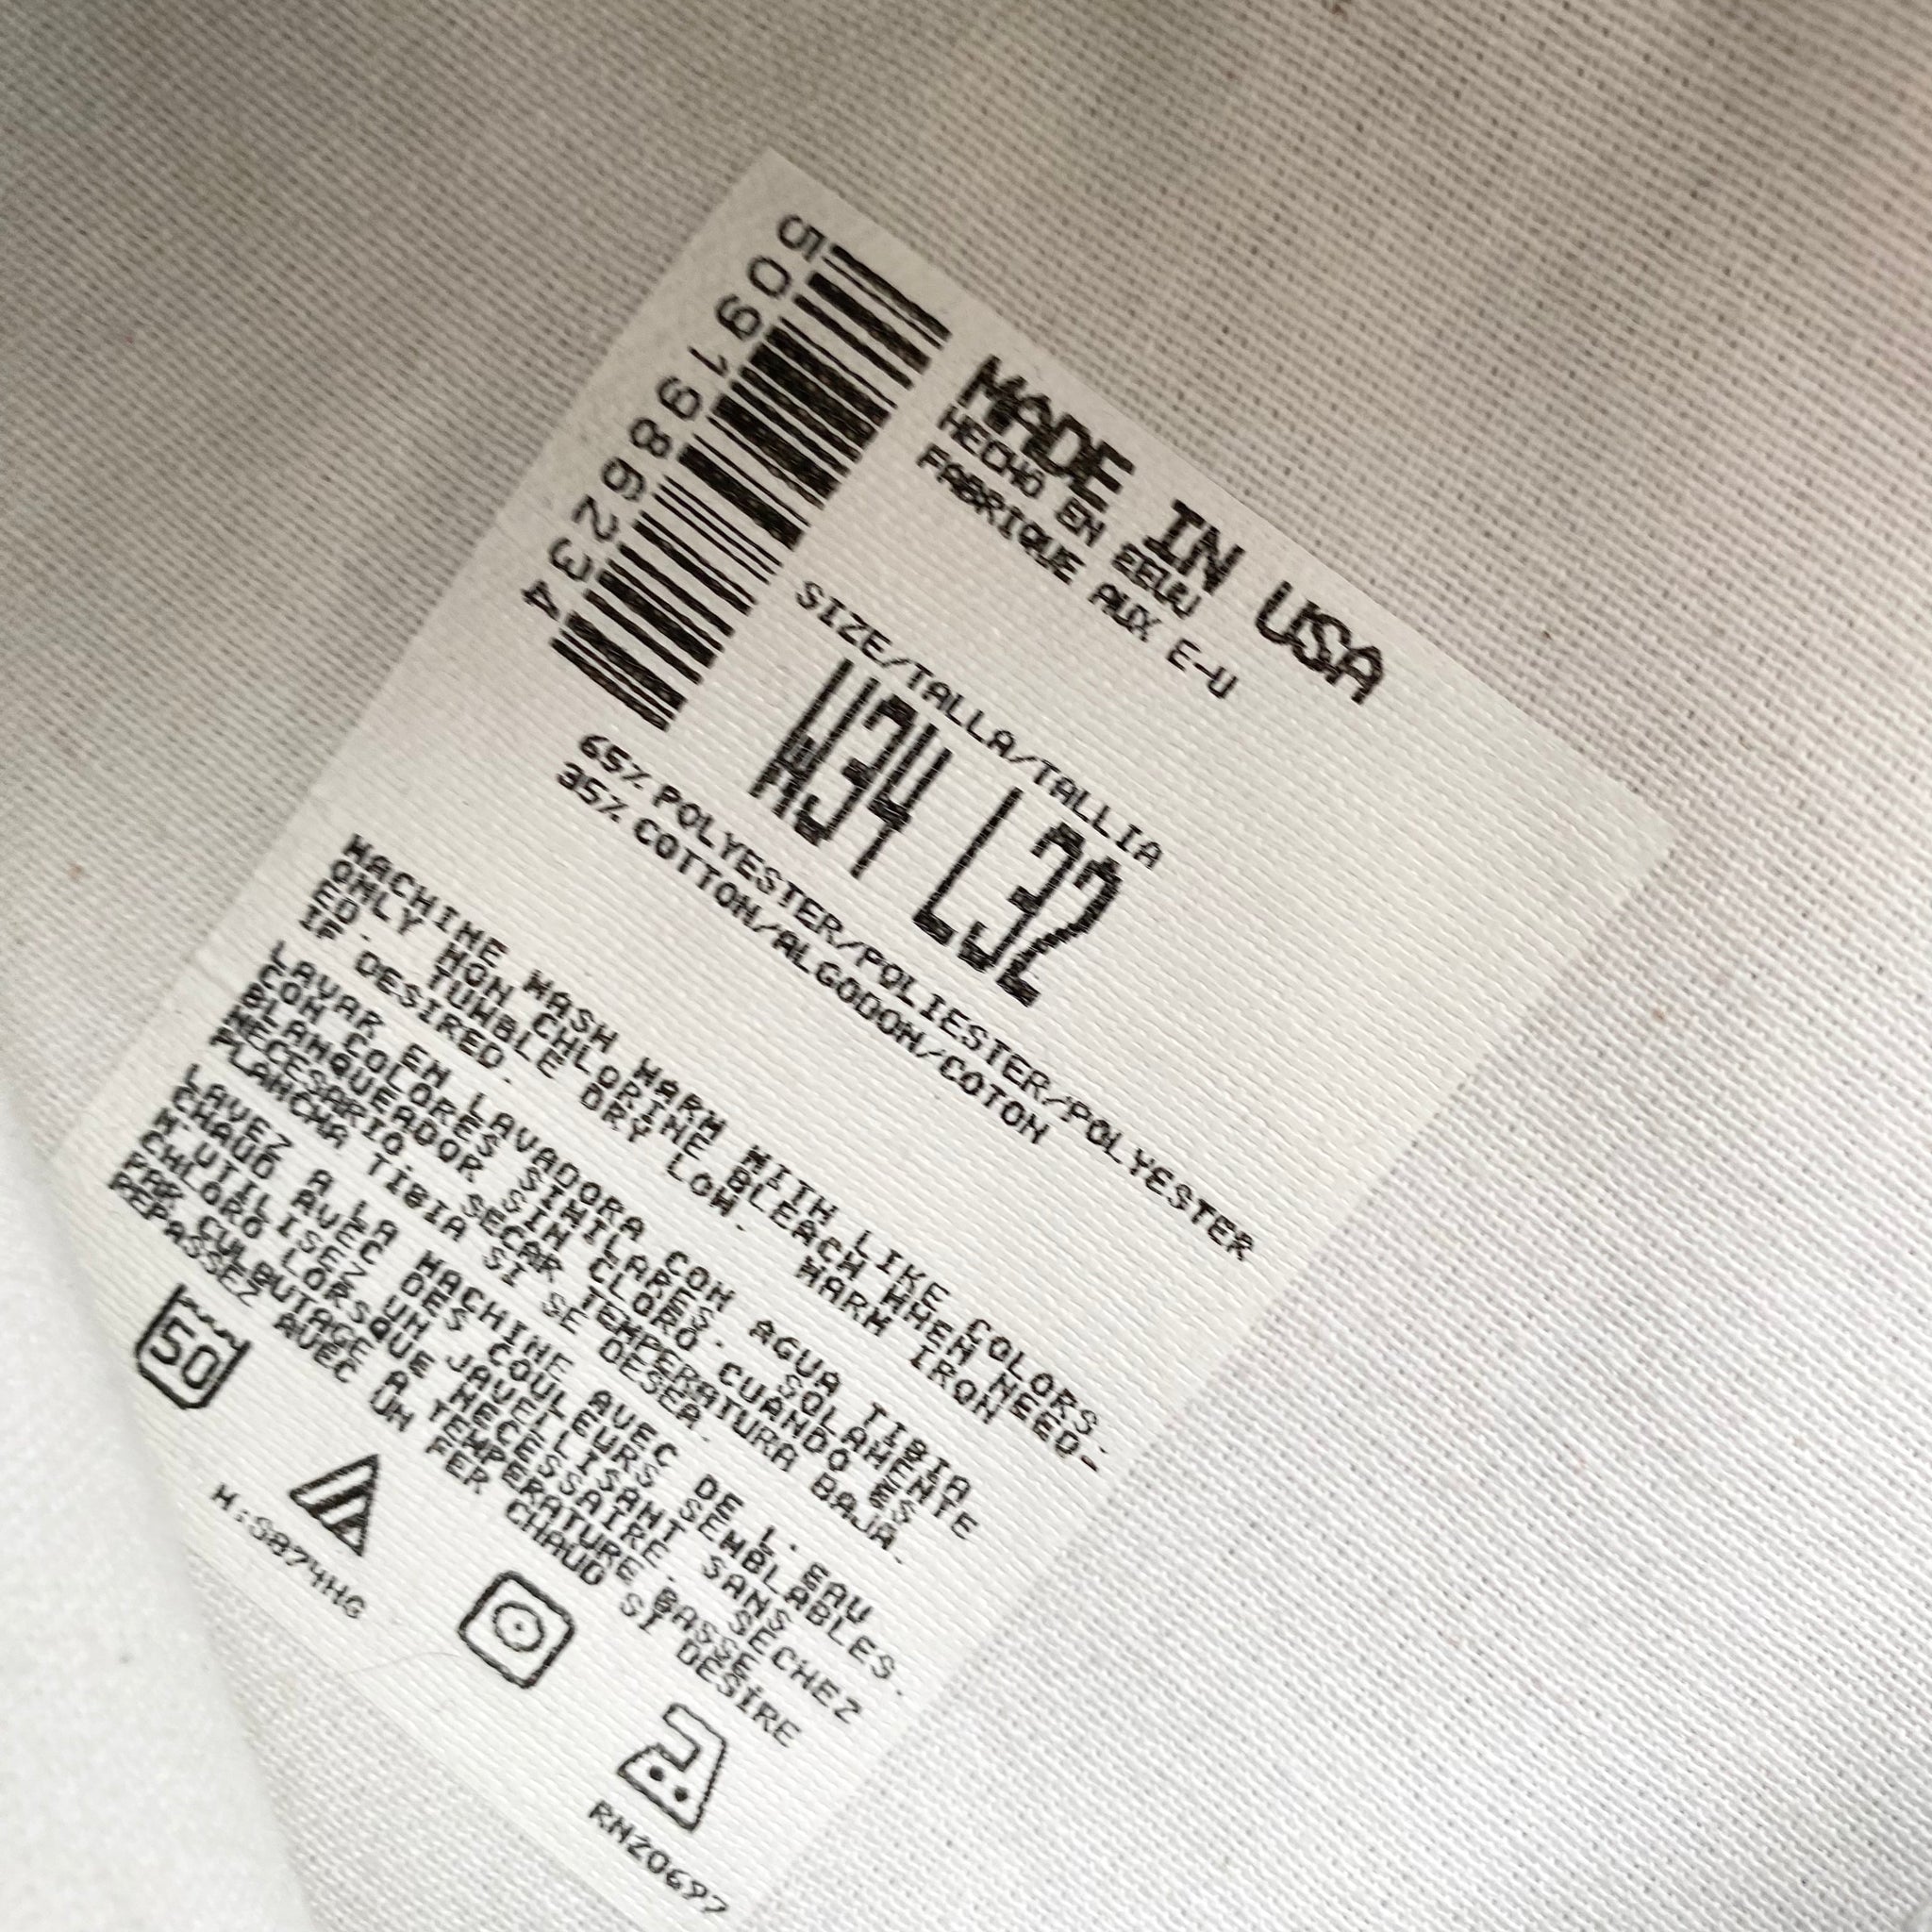 5091986234
MADE IN USA
HECHO EN EEUU
FABRIQUE AUX E-U
SIZE/TALLA/TALLIA
W34 L32
65% POLYESTER/POLIESTER/POLYESTER
35% COTTON/ALGODON/COTON
MACHINE WASH WARM WITH LIKE COLORS.
ONLY NON CHLORINE BLEACH WHEN NEED-
ED. TUMBLE DRY LOW. WARM IRON
IF DESIRED.
LAVAR EN LAVADORA CON AGUA TIBIA
CON COLORES SIMILARES. SOLAMENTE
BLANQUEADOR SIN CLORO. CUANDO ES
NECESARIO. SECAR TEMPERATURA BAJA.
PLANCHA TIBIA SI SE DESEA.
LAVEZ A LA MACHINE AVEC DE L. EAU
CHAUD AVEC DES COULEURS SEMBLABLES.
N.UTILISEZ UN JAVELLISANT SANS
CHLORO LORSQUE NECESSAIRE. SECHEZ
PAR CULBUTAGE A TEMPERATURE BASSE.
REPASSEZ AVEC UN FER CHAUD SI DESIRE
50
RN20697